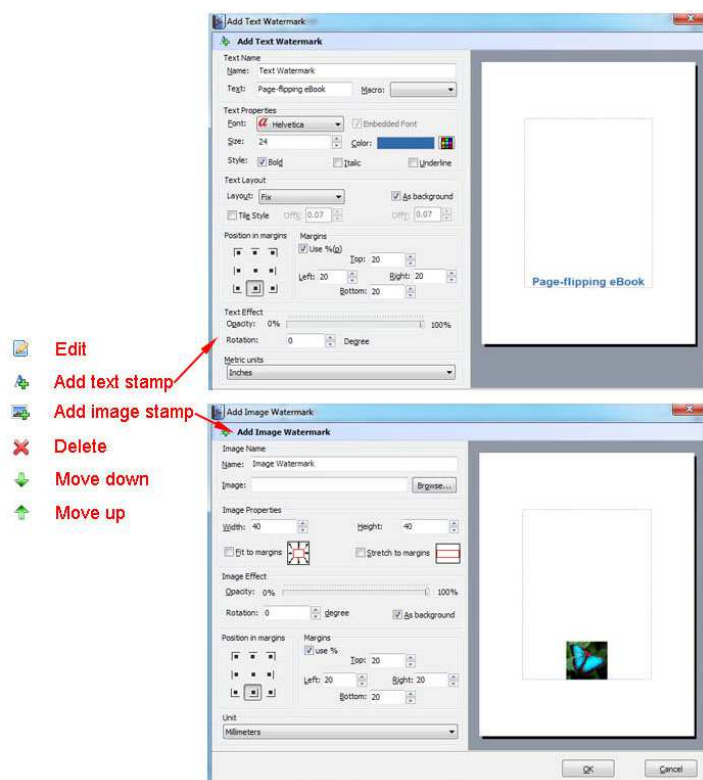 Add Text Watermark
Add Text Watermark
Text Name
Name: Text Watermark
Text: Page-flipping eBook Macro:
Text Properties
Font: a Helvetica Embedded Font
Size: 24 Color:
Style: Bold Italic Underline
Text Layout
Layout: Fix As background
Tile Style OffX: 0.07 OffY: 0.07
Position in margins Margins
Use %(p)
Top: 20
Left: 20 Right: 20
Bottom: 20
Text Effect
Opacity: 0% 100%
Rotation: 0 Degree
Metric units
Inches
Page-flipping eBook
Edit
Add text stamp
Add image stamp
Delete
Move down
Move up
Add Image Watermark
Add Image Watermark
Image Name
Name: Image Watermark
Image: Browse...
Image Properties
Width: 40 Height: 40
Fit to margins Stretch to margins
Image Effect
Opacity: 0% 100%
Rotation: 0 degree As background
Position in margins Margins
use %
Top: 20
Left: 20 Right: 20
Bottom: 20
Unit
Millimeters
OK Cancel